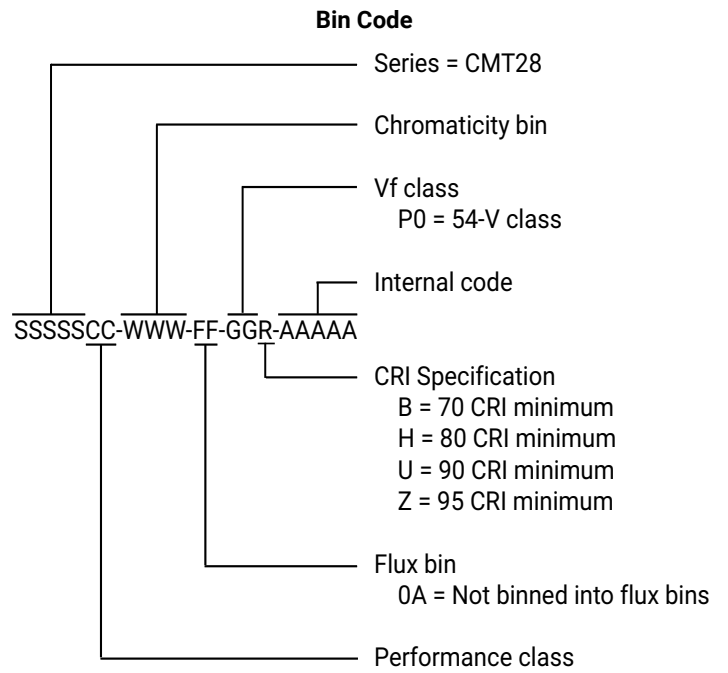 Bin Code
Series = CMT28
Chromaticity bin
Vf class
P0 = 54-V class
Internal code
SSSSSCC-WWW-FF-GGR-AAAAA
CRI Specification
B = 70 CRI minimum
H = 80 CRI minimum
U = 90 CRI minimum
Z = 95 CRI minimum
Flux bin
0A = Not binned into flux bins
Performance class